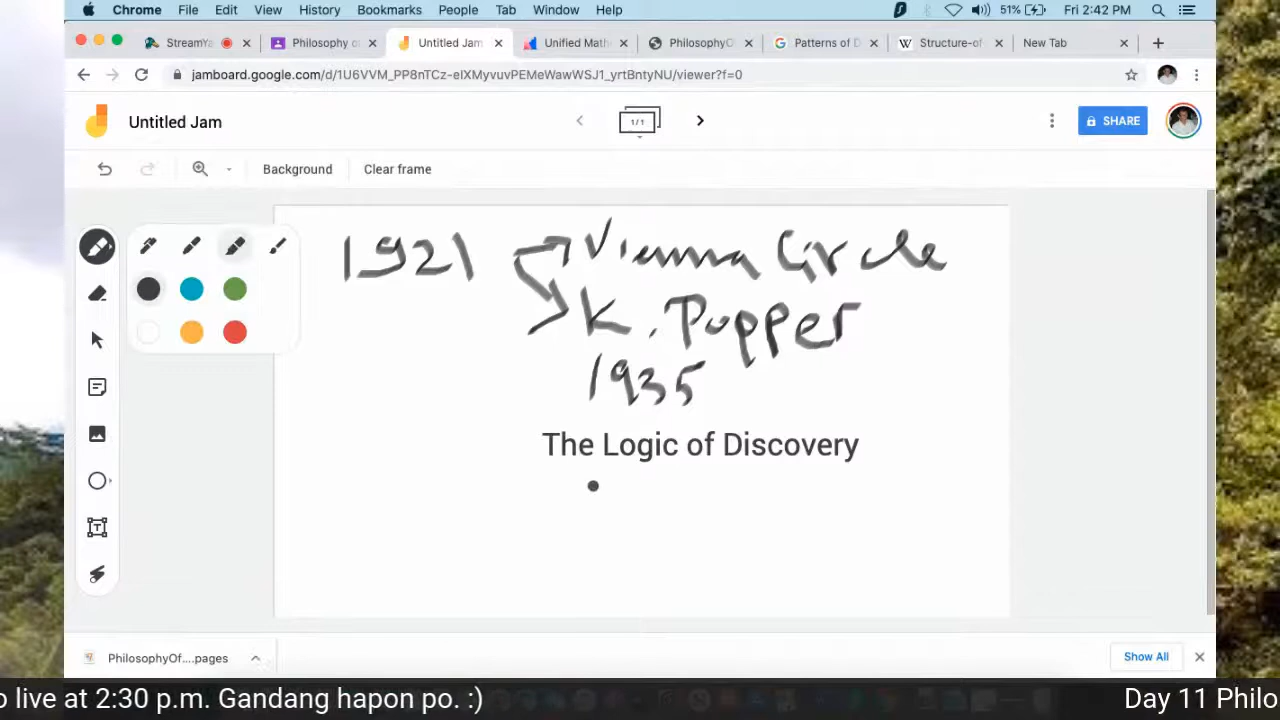 Chrome File Edit View History Bookmarks People Tab Window Help 51% Fri 2:42 PM
StreamYa Philosophy o Untitled Jam Unified Math PhilosophyO Patterns of D Structure-of New Tab
jamboard.google.com/d/1U6VVM_PP8nTCz-elXMyvuvPEMeWawWSJ1_yrtBntyNU/viewer?f=0
Untitled Jam 1/1 SHARE
Background Clear frame
1921 Vienna Circle
K. Popper
1935
The Logic of Discovery
PhilosophyOf....pages Show All
o live at 2:30 p.m. Gandang hapon po. :) Day 11 Philo